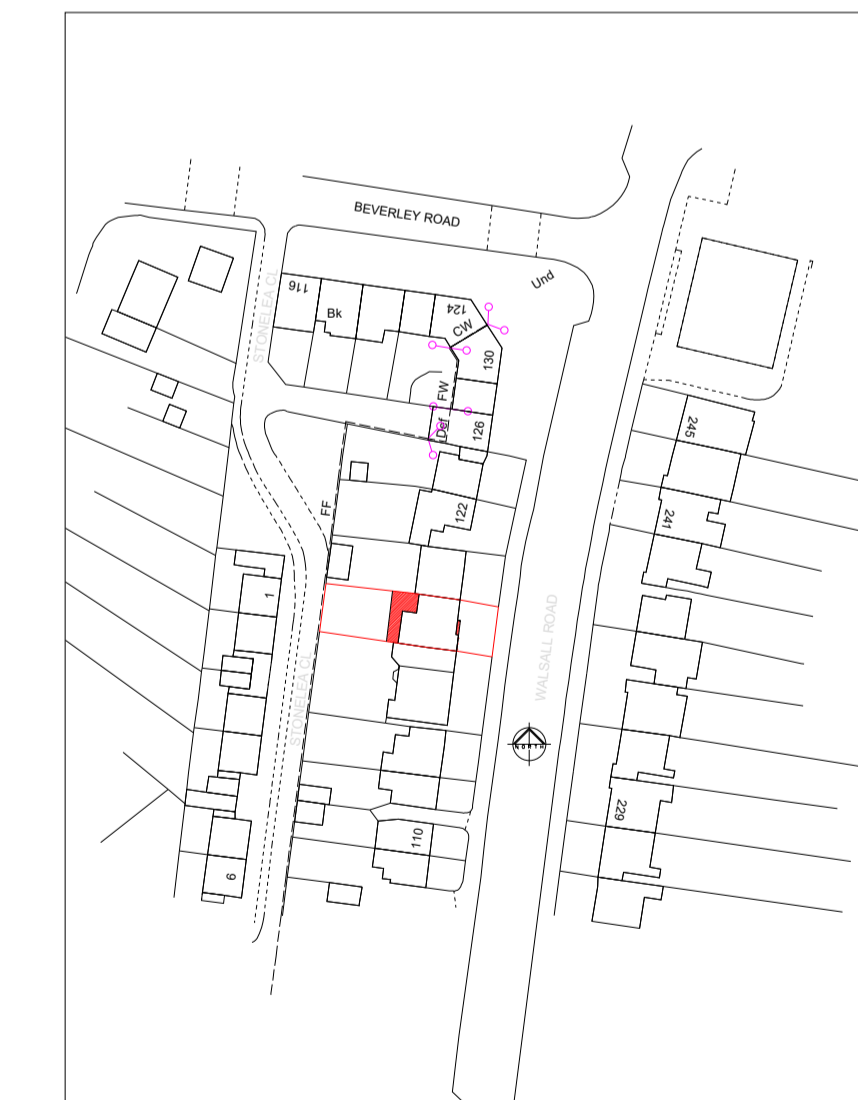 BEVERLEY ROAD
Und
STONELEA CL
116
Bk
124
CW
130
FW
Def
126
245
122
241
FF
1
WALSALL ROAD
STONELEA CL
NORTH
229
110
6